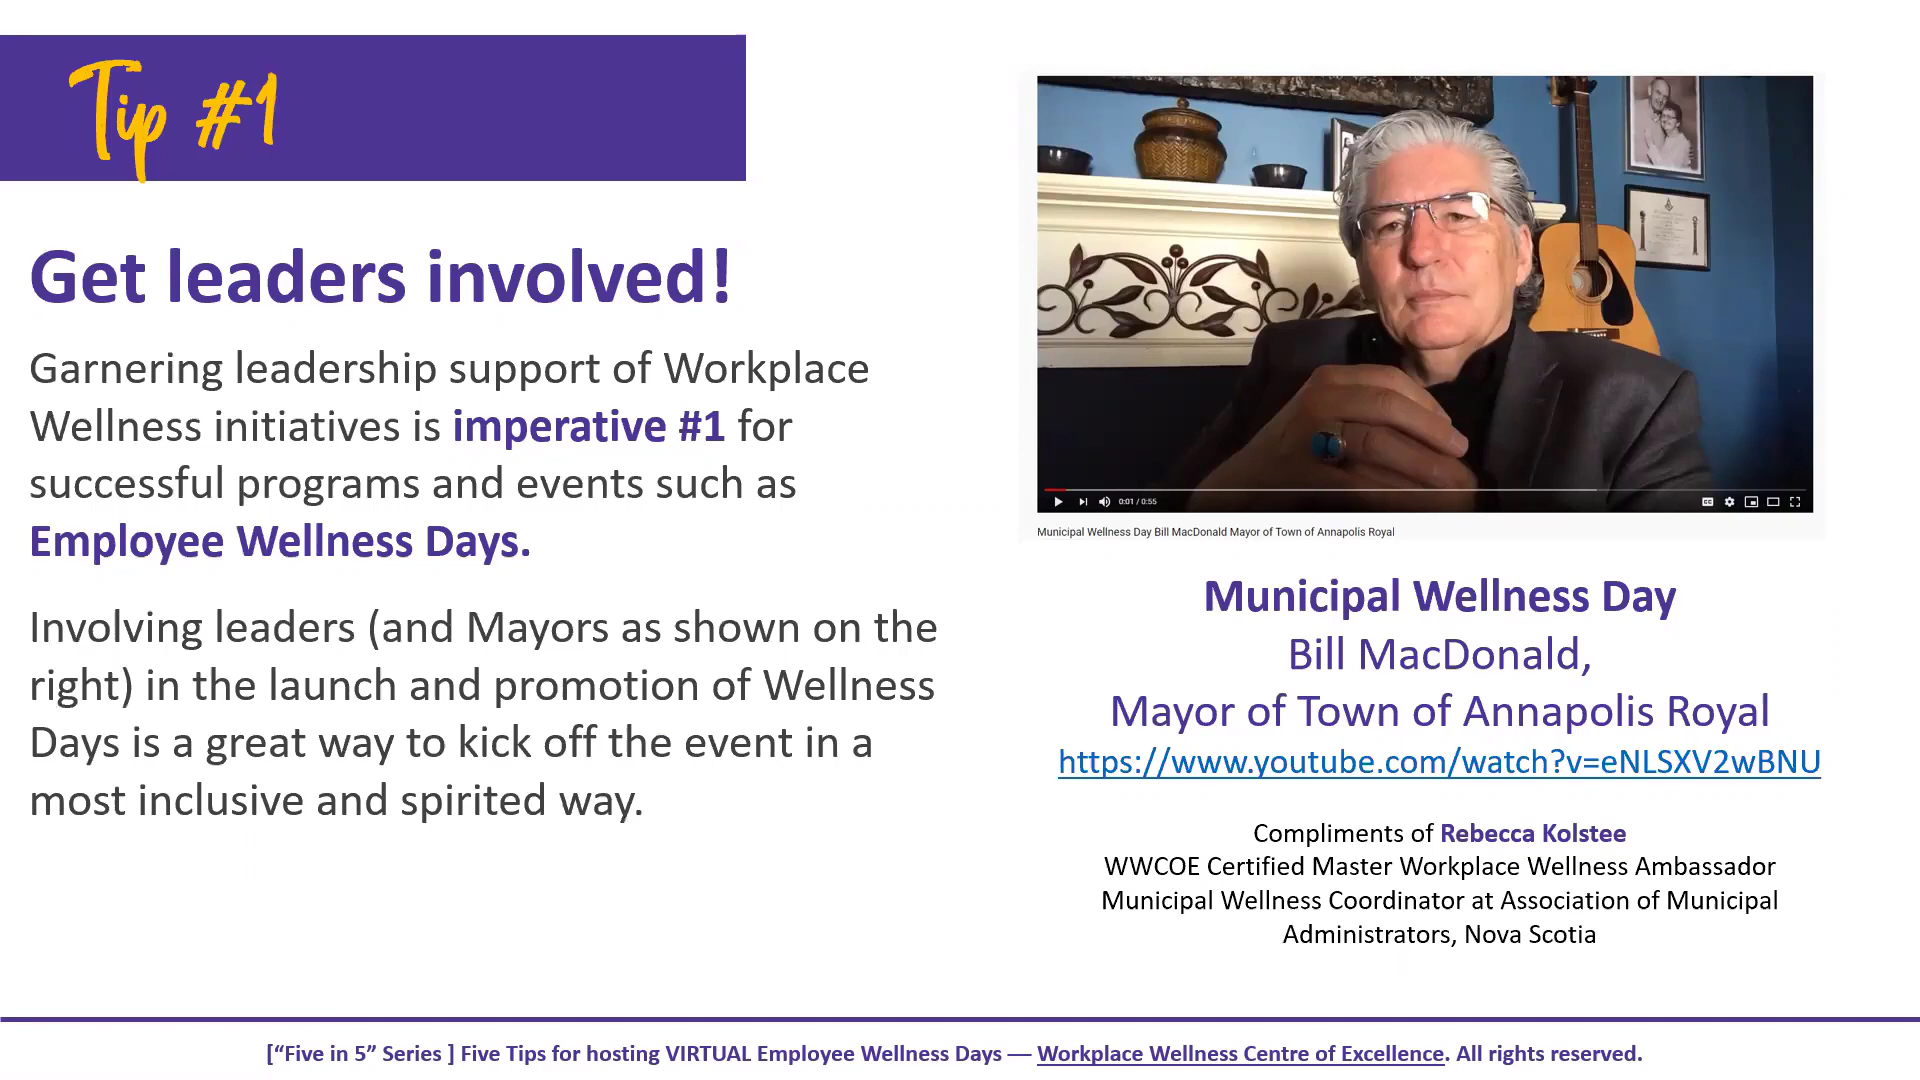 Tip #1
Get leaders involved!
Garnering leadership support of Workplace
Wellness initiatives is imperative #1 for
successful programs and events such as
Employee Wellness Days.
Involving leaders (and Mayors as shown on the
right) in the launch and promotion of Wellness
Days is a great way to kick off the event in a
most inclusive and spirited way.
0:01 / 0:55
Municipal Wellness Day Bill MacDonald Mayor of Town of Annapolis Royal
Municipal Wellness Day
Bill MacDonald,
Mayor of Town of Annapolis Royal
https://www.youtube.com/watch?v=eNLSXV2wBNU
Compliments of Rebecca Kolstee
WWCOE Certified Master Workplace Wellness Ambassador
Municipal Wellness Coordinator at Association of Municipal
Administrators, Nova Scotia
[“Five in 5” Series ] Five Tips for hosting VIRTUAL Employee Wellness Days — Workplace Wellness Centre of Excellence. All rights reserved.